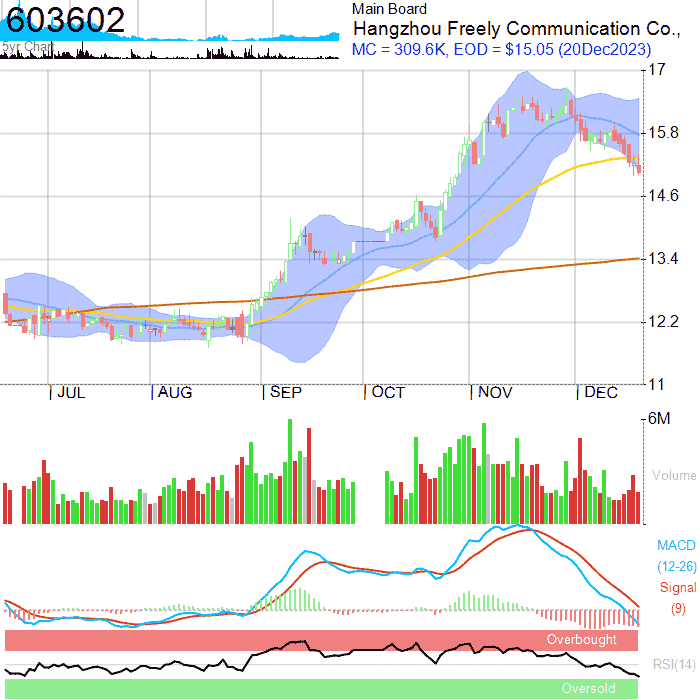 603602
5yr Chart
Main Board
Hangzhou Freely Communication Co.,
MC = 309.6K, EOD = $15.05 (20Dec2023)
17
15.8
14.6
13.4
12.2
11
JUL
AUG
SEP
OCT
NOV
DEC
6M
Volume
MACD
(12-26)
Signal
(9)
Overbought
RSI(14)
Oversold